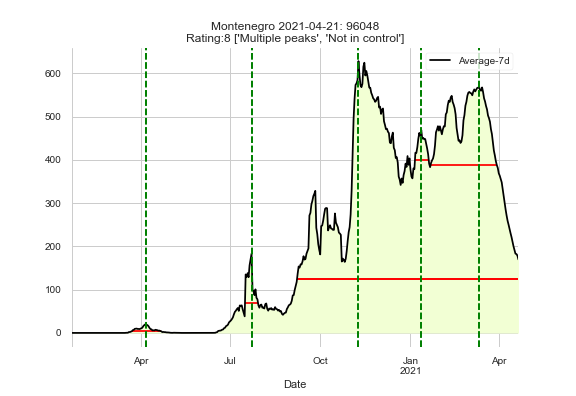 Montenegro 2021-04-21: 96048
Rating:8 ['Multiple peaks', 'Not in control']
Average-7d
600
500
400
300
200
100
0
Apr
Jul
Oct
Jan
2021
Apr
Date